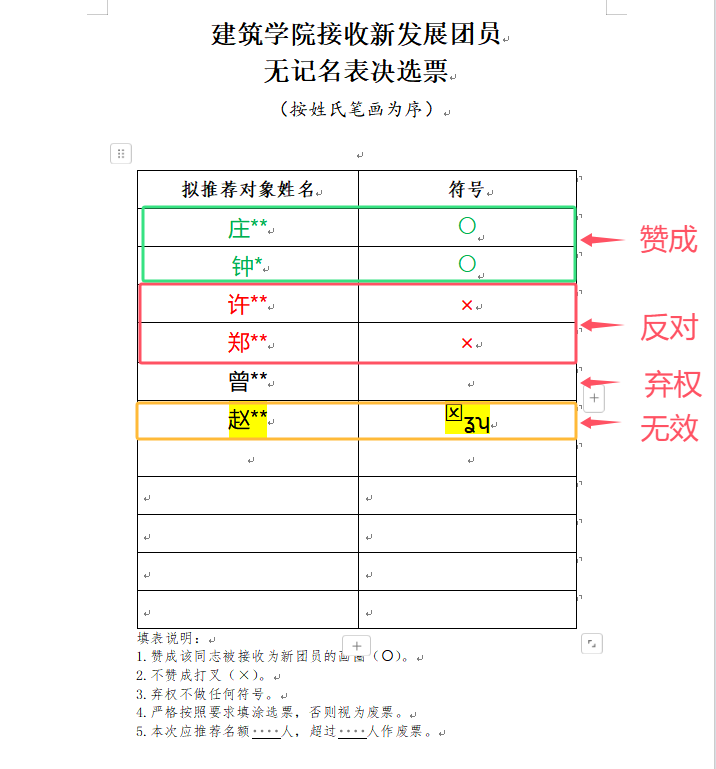 建筑学院接收新发展团员
无记名表决选票
（按姓氏笔画为序）
拟推荐对象姓名 符号
庄** 〇 赞成
钟* 〇
许** × 反对
郑** ×
曾** 弃权
赵** 无效
填表说明：
1.赞成该同志被接收为新团员的画圈（〇）。
2.不赞成打叉（×）。
3.弃权不做任何符号。
4.严格按照要求填涂选票，否则视为废票。
5.本次应推荐名额····人，超过····人作废票。